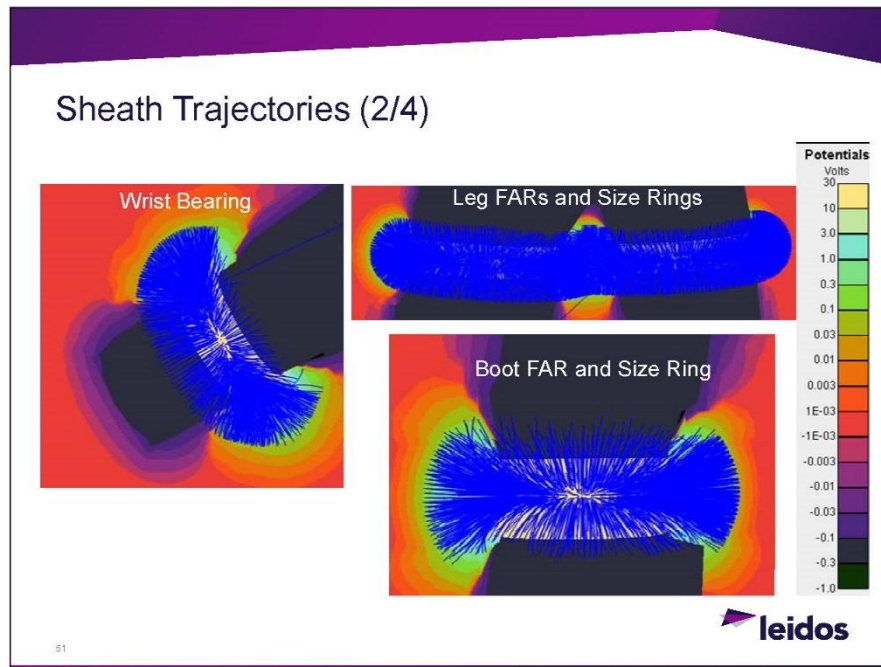 Sheath Trajectories (2/4)
Wrist Bearing
Leg FARs and Size Rings
Boot FAR and Size Ring
Potentials
Volts
30
10
3.0
1.0
0.3
0.1
0.03
0.01
0.003
1E-03
-1E-03
-0.003
-0.01
-0.03
-0.1
-0.3
-1.0
leidos
51